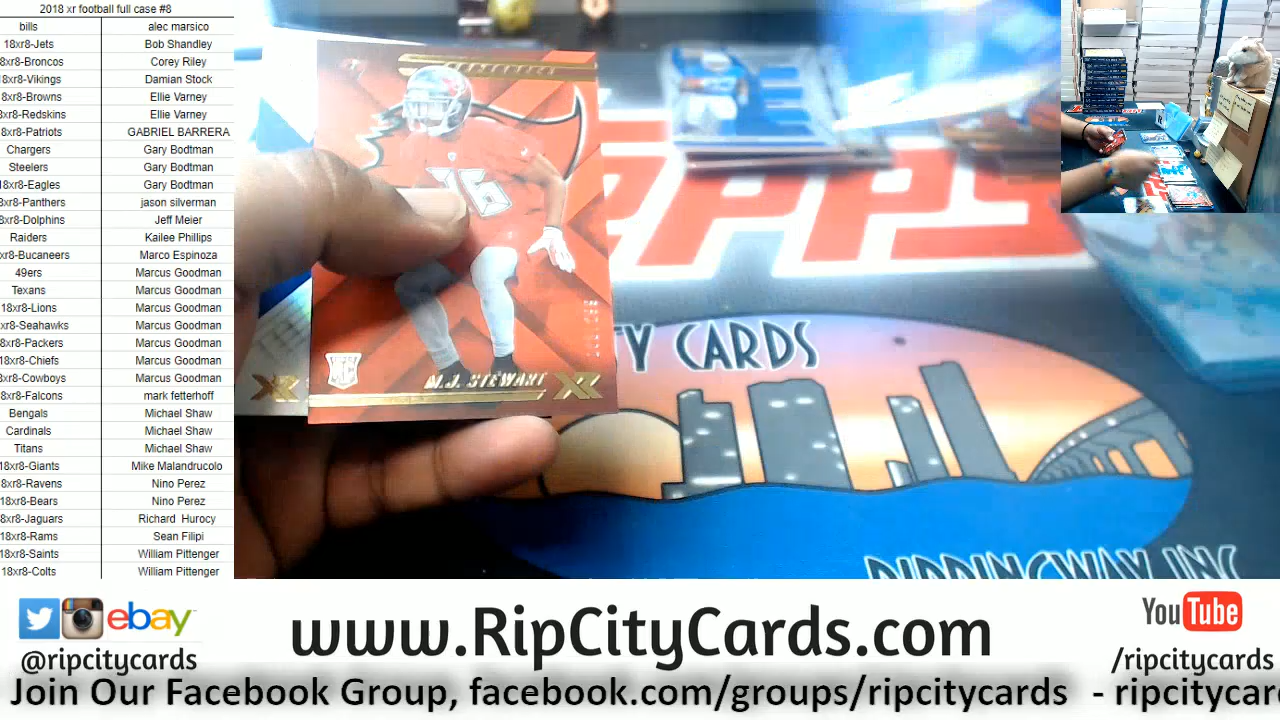 2018 xr football full case #8
bills alec marsico
18xr8-Jets Bob Shandley
8xr8-Broncos Corey Riley
8xr8-Vikings Damian Stock
8xr8-Browns Ellie Varney
8xr8-Redskins Ellie Varney
8xr8-Patriots GABRIEL BARRERA
Chargers Gary Bodtman
Steelers Gary Bodtman
18xr8-Eagles Gary Bodtman
8xr8-Panthers jason silverman
8xr8-Dolphins Jeff Meier
Raiders Kailee Phillips
xr8-Bucaneers Marco Espinoza
49ers Marcus Goodman
Texans Marcus Goodman
18xr8-Lions Marcus Goodman
xr8-Seahawks Marcus Goodman
8xr8-Packers Marcus Goodman
18xr8-Chiefs Marcus Goodman
8xr8-Cowboys Marcus Goodman
8xr8-Falcons mark fetterhoff
Bengals Michael Shaw
Cardinals Michael Shaw
Titans Michael Shaw
18xr8-Giants Mike Malandrucolo
8xr8-Ravens Nino Perez
18xr8-Bears Nino Perez
8xr8-Jaguars Richard Hurocy
18xr8-Rams Sean Filipi
18xr8-Saints William Pittenger
18xr8-Colts William Pittenger
M.J. STEWART XR
XR
TY CARDS
RIPPINGWAX INC
ebay
@ripcitycards
www.RipCityCards.com
YouTube
/ripcitycards
Join Our Facebook Group, facebook.com/groups/ripcitycards - ripcitycar